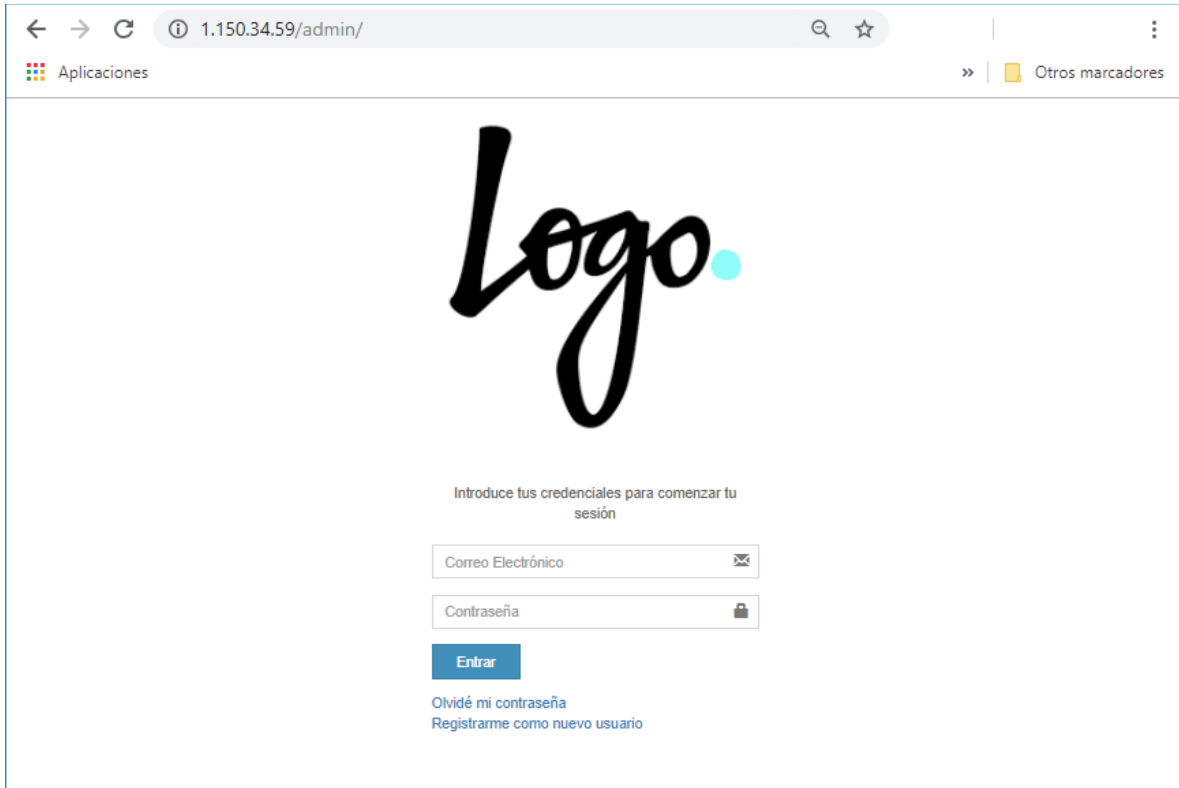 1.150.34.59/admin/
Aplicaciones
» Otros marcadores
Logo.
Introduce tus credenciales para comenzar tu
sesión
Correo Electrónico
Contraseña
Entrar
Olvidé mi contraseña
Registrarme como nuevo usuario